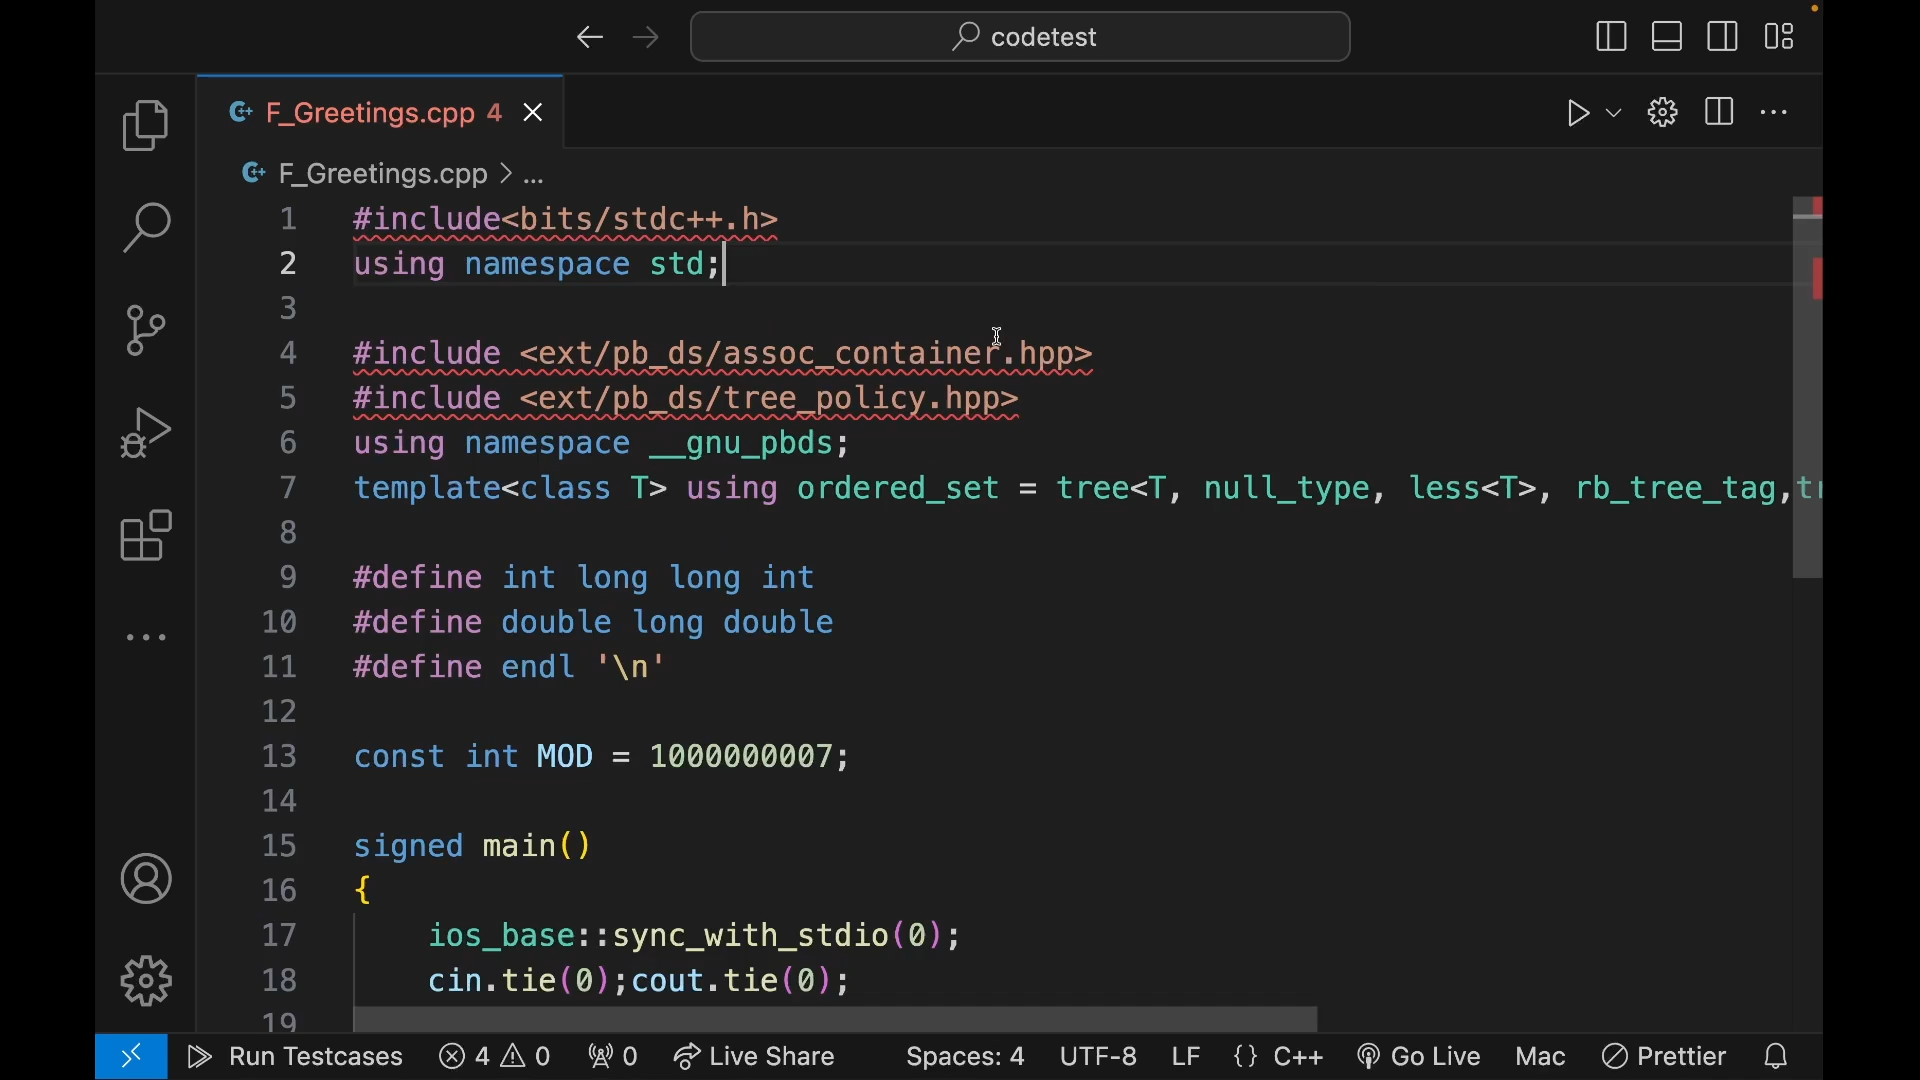 codetest
F_Greetings.cpp 4
F_Greetings.cpp > ...
1 #include<bits/stdc++.h>
2 using namespace std;
3
4 #include <ext/pb_ds/assoc_container.hpp>
5 #include <ext/pb_ds/tree_policy.hpp>
6 using namespace __gnu_pbds;
7 template<class T> using ordered_set = tree<T, null_type, less<T>, rb_tree_tag,tr
8
9 #define int long long int
10 #define double long double
11 #define endl '\n'
12
13 const int MOD = 1000000007;
14
15 signed main()
16 {
17 ios_base::sync_with_stdio(0);
18 cin.tie(0);cout.tie(0);
19
Run Testcases 4 0 0 Live Share Spaces: 4 UTF-8 LF {} C++ Go Live Mac Prettier